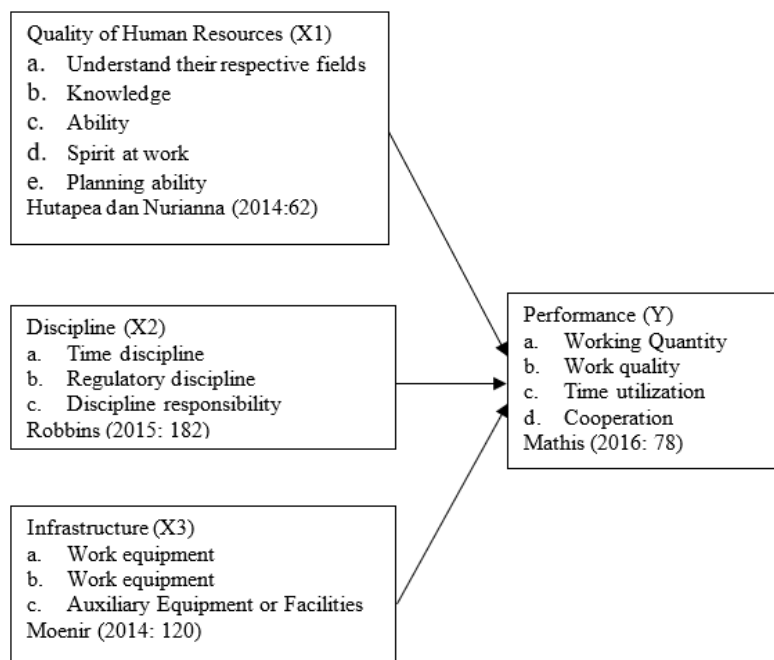 Quality of Human Resources (X1)
a. Understand their respective fields
b. Knowledge
c. Ability
d. Spirit at work
e. Planning ability
Hutapea dan Nurianna (2014:62)
Discipline (X2)
a. Time discipline
b. Regulatory discipline
c. Discipline responsibility
Robbins (2015: 182)
Infrastructure (X3)
a. Work equipment
b. Work equipment
c. Auxiliary Equipment or Facilities
Moenir (2014: 120)
Performance (Y)
a. Working Quantity
b. Work quality
c. Time utilization
d. Cooperation
Mathis (2016: 78)